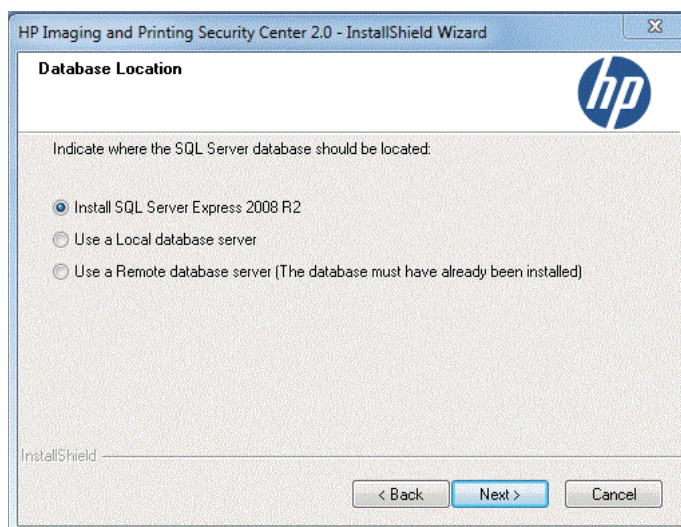 HP Imaging and Printing Security Center 2.0 - InstallShield Wizard
Database Location
hp
Indicate where the SQL Server database should be located:
Install SQL Server Express 2008 R2
Use a Local database server
Use a Remote database server (The database must have already been installed)
InstallShield
< Back
Next >
Cancel